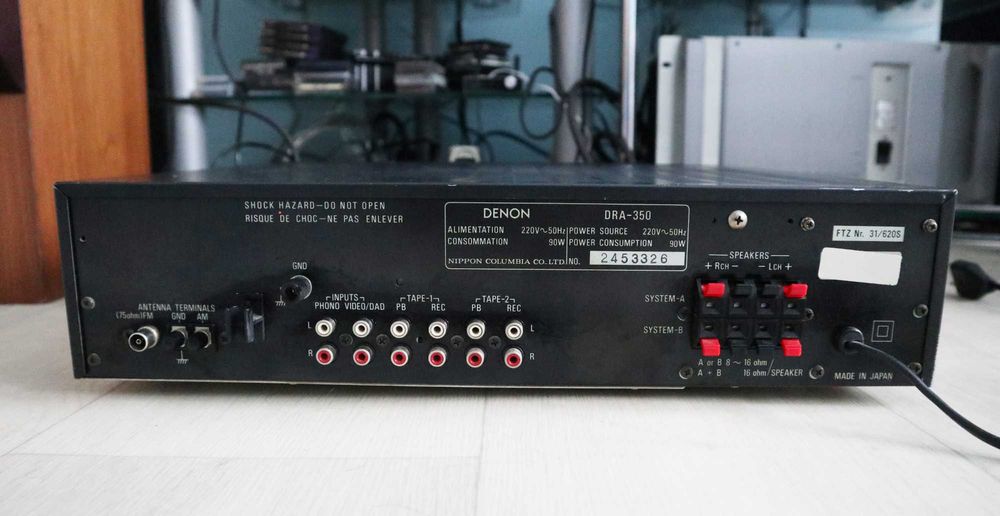 SHOCK HAZARD–DO NOT OPEN
RISQUE DE CHOC–NE PAS ENLEVER
DENON DRA-350
ALIMENTATION 220V～50Hz POWER SOURCE 220V～50Hz
CONSOMMATION 90W POWER CONSUMPTION 90W
NIPPON COLUMBIA CO.LTD. NO. 2453326
FTZ Nr. 31/620S
SPEAKERS
+ RCH − − LCH +
SYSTEM-A
SYSTEM-B
A or B 8 ～ 16 ohm /
A + B 16 ohm/SPEAKER
MADE IN JAPAN
GND
ANTENNA TERMINALS
(75ohm)FM GND AM
INPUTS TAPE-1 TAPE-2
PHONO VIDEO/DAD PB REC PB REC
L L
R R